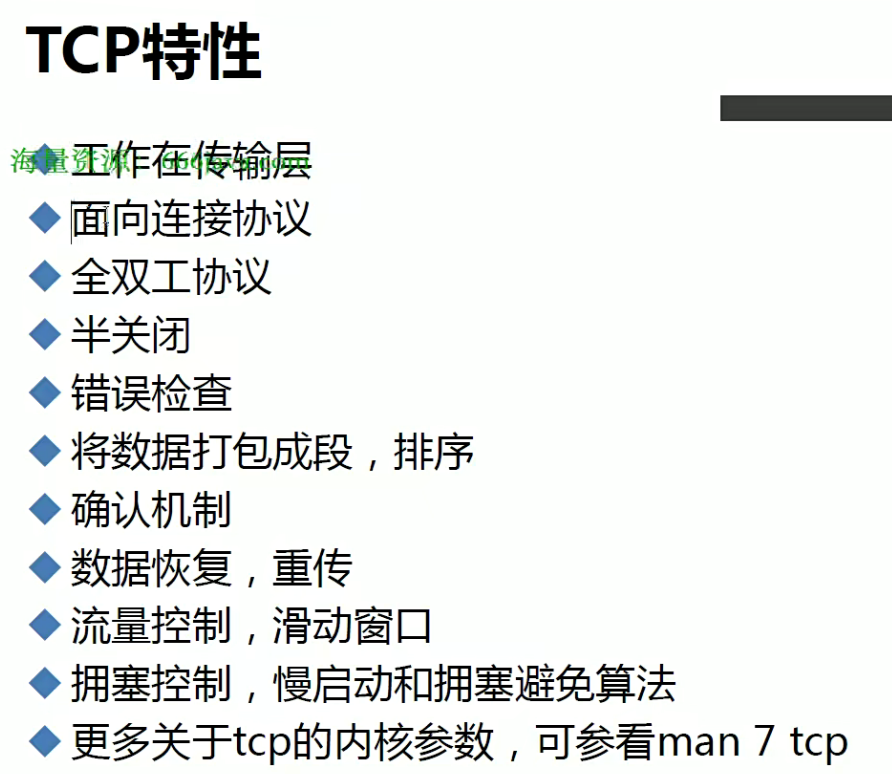 TCP特性
工作在传输层
海量资源：666java.com
面向连接协议
全双工协议
半关闭
错误检查
将数据打包成段，排序
确认机制
数据恢复，重传
流量控制，滑动窗口
拥塞控制，慢启动和拥塞避免算法
更多关于tcp的内核参数，可参看man 7 tcp